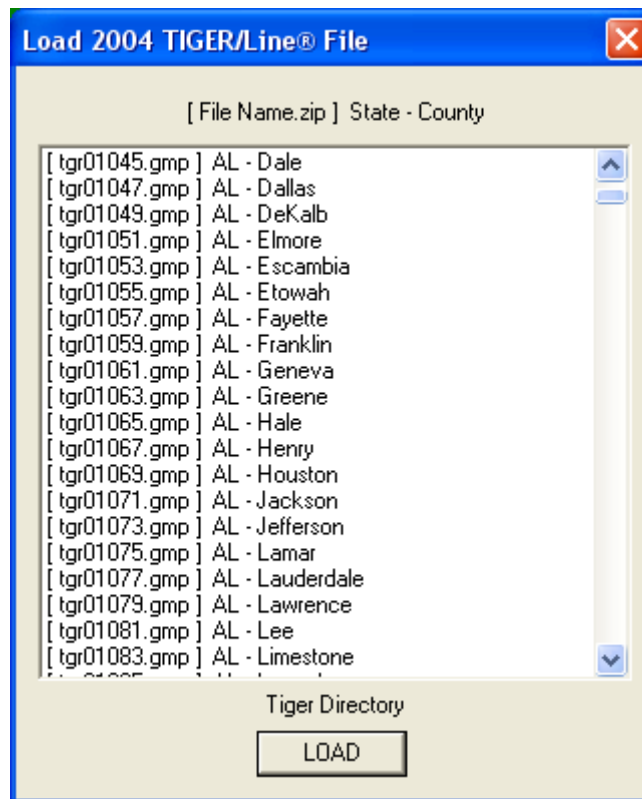 Load 2004 TIGER/Line® File
[ File Name.zip ] State - County
[ tgr01045.gmp ] AL - Dale
[ tgr01047.gmp ] AL - Dallas
[ tgr01049.gmp ] AL - DeKalb
[ tgr01051.gmp ] AL - Elmore
[ tgr01053.gmp ] AL - Escambia
[ tgr01055.gmp ] AL - Etowah
[ tgr01057.gmp ] AL - Fayette
[ tgr01059.gmp ] AL - Franklin
[ tgr01061.gmp ] AL - Geneva
[ tgr01063.gmp ] AL - Greene
[ tgr01065.gmp ] AL - Hale
[ tgr01067.gmp ] AL - Henry
[ tgr01069.gmp ] AL - Houston
[ tgr01071.gmp ] AL - Jackson
[ tgr01073.gmp ] AL - Jefferson
[ tgr01075.gmp ] AL - Lamar
[ tgr01077.gmp ] AL - Lauderdale
[ tgr01079.gmp ] AL - Lawrence
[ tgr01081.gmp ] AL - Lee
[ tgr01083.gmp ] AL - Limestone
Tiger Directory
LOAD